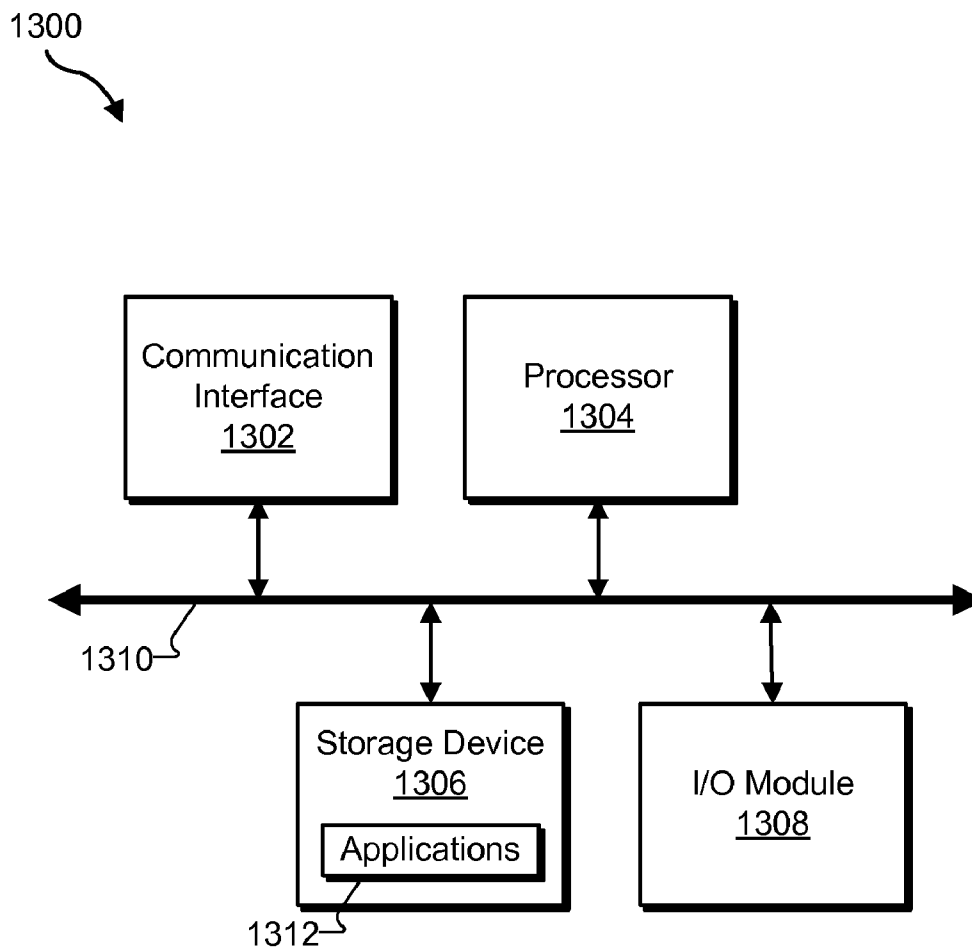 1300
Communication
Interface
1302
Processor
1304
1310
Storage Device
1306
Applications
1312
I/O Module
1308